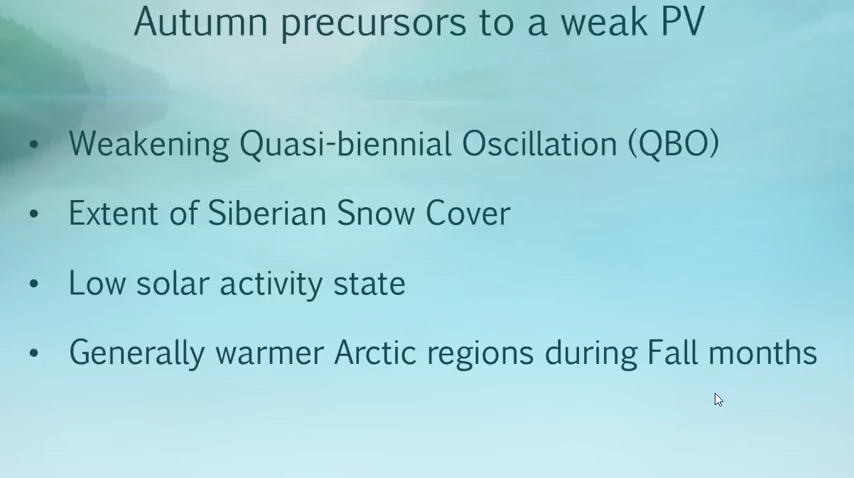 Autumn precursors to a weak PV
• Weakening Quasi-biennial Oscillation (QBO)
• Extent of Siberian Snow Cover
• Low solar activity state
• Generally warmer Arctic regions during Fall months